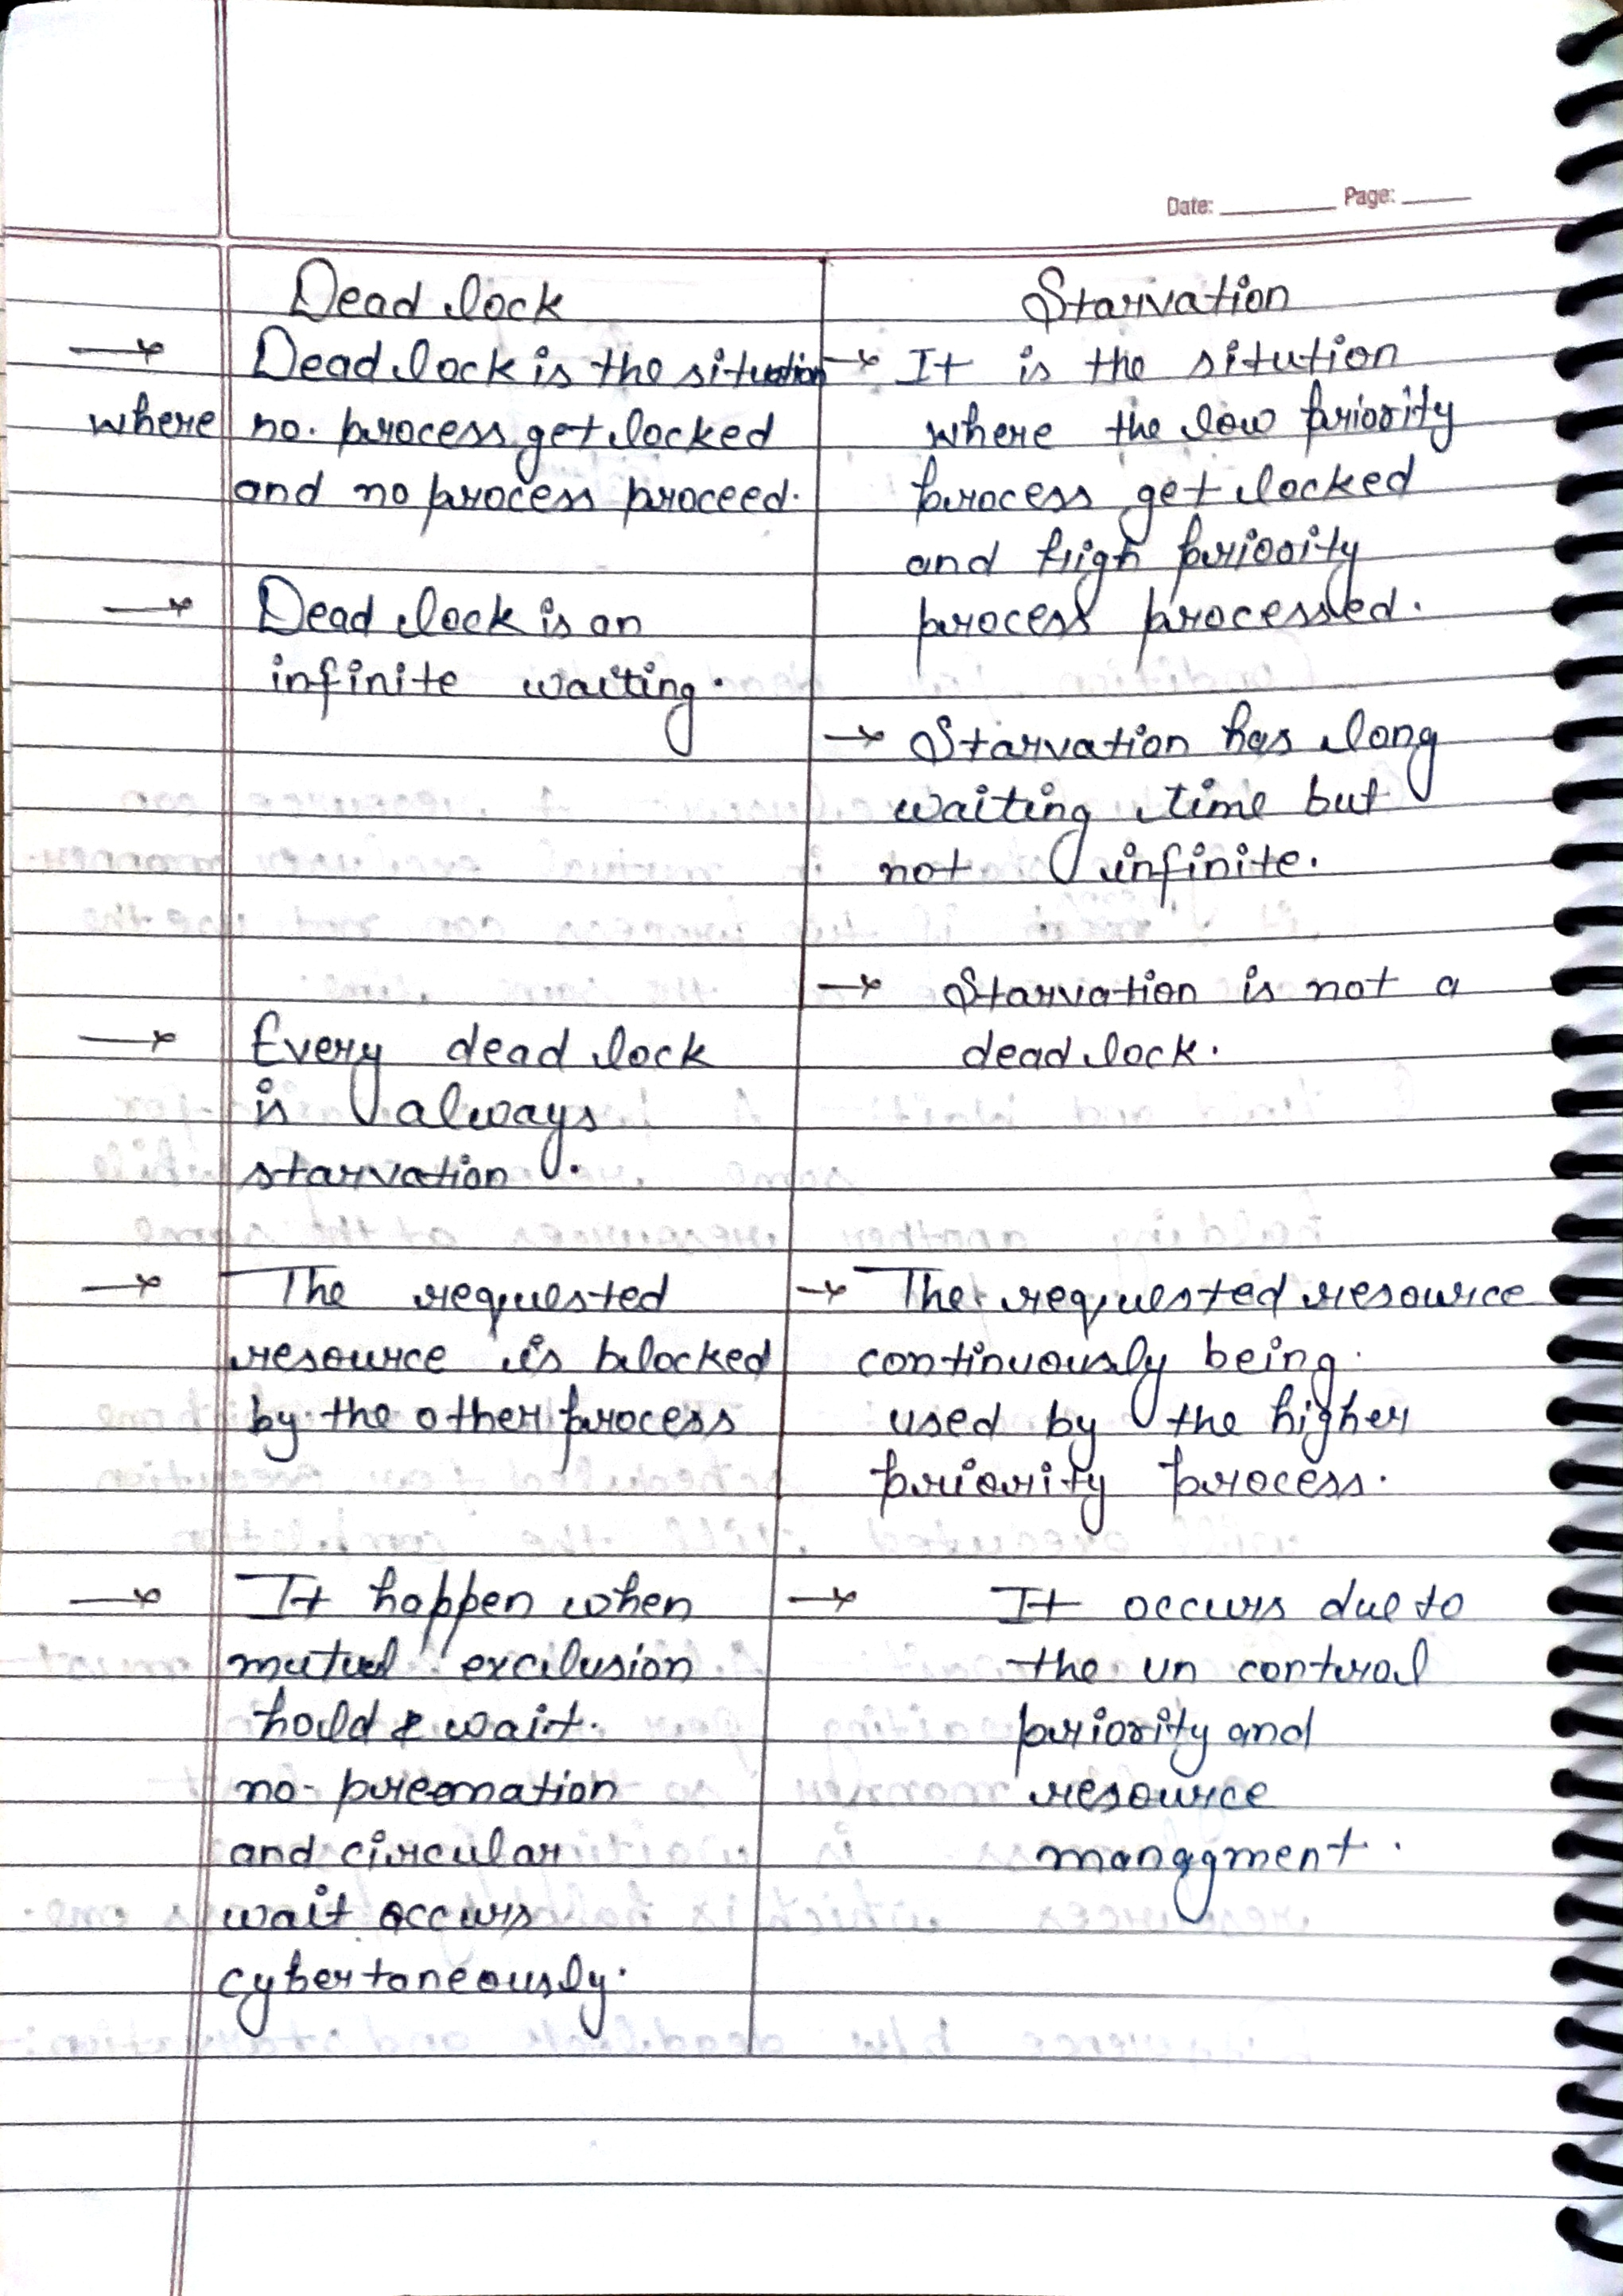 Date: Page:
Dead lock
Dead lock is the situation
where no. process get locked
and no process proceed.
Dead lock is an
infinite waiting.
Every dead lock
is always
starvation.
The requested
resource is blocked
by the other process
It happen when
mutual excilusion
hold & wait.
no-preemation
and circular
wait occurs
cybertaneously.
Starvation
It is the sitution
where the low priority
process get locked
and high priority
process processed.
Starvation has long
waiting time but
not infinite.
Starvation is not a
dead lock.
The requested resource
continuously being
used by the higher
priority process.
It occurs due to
the un control
priority and
resource
managment.